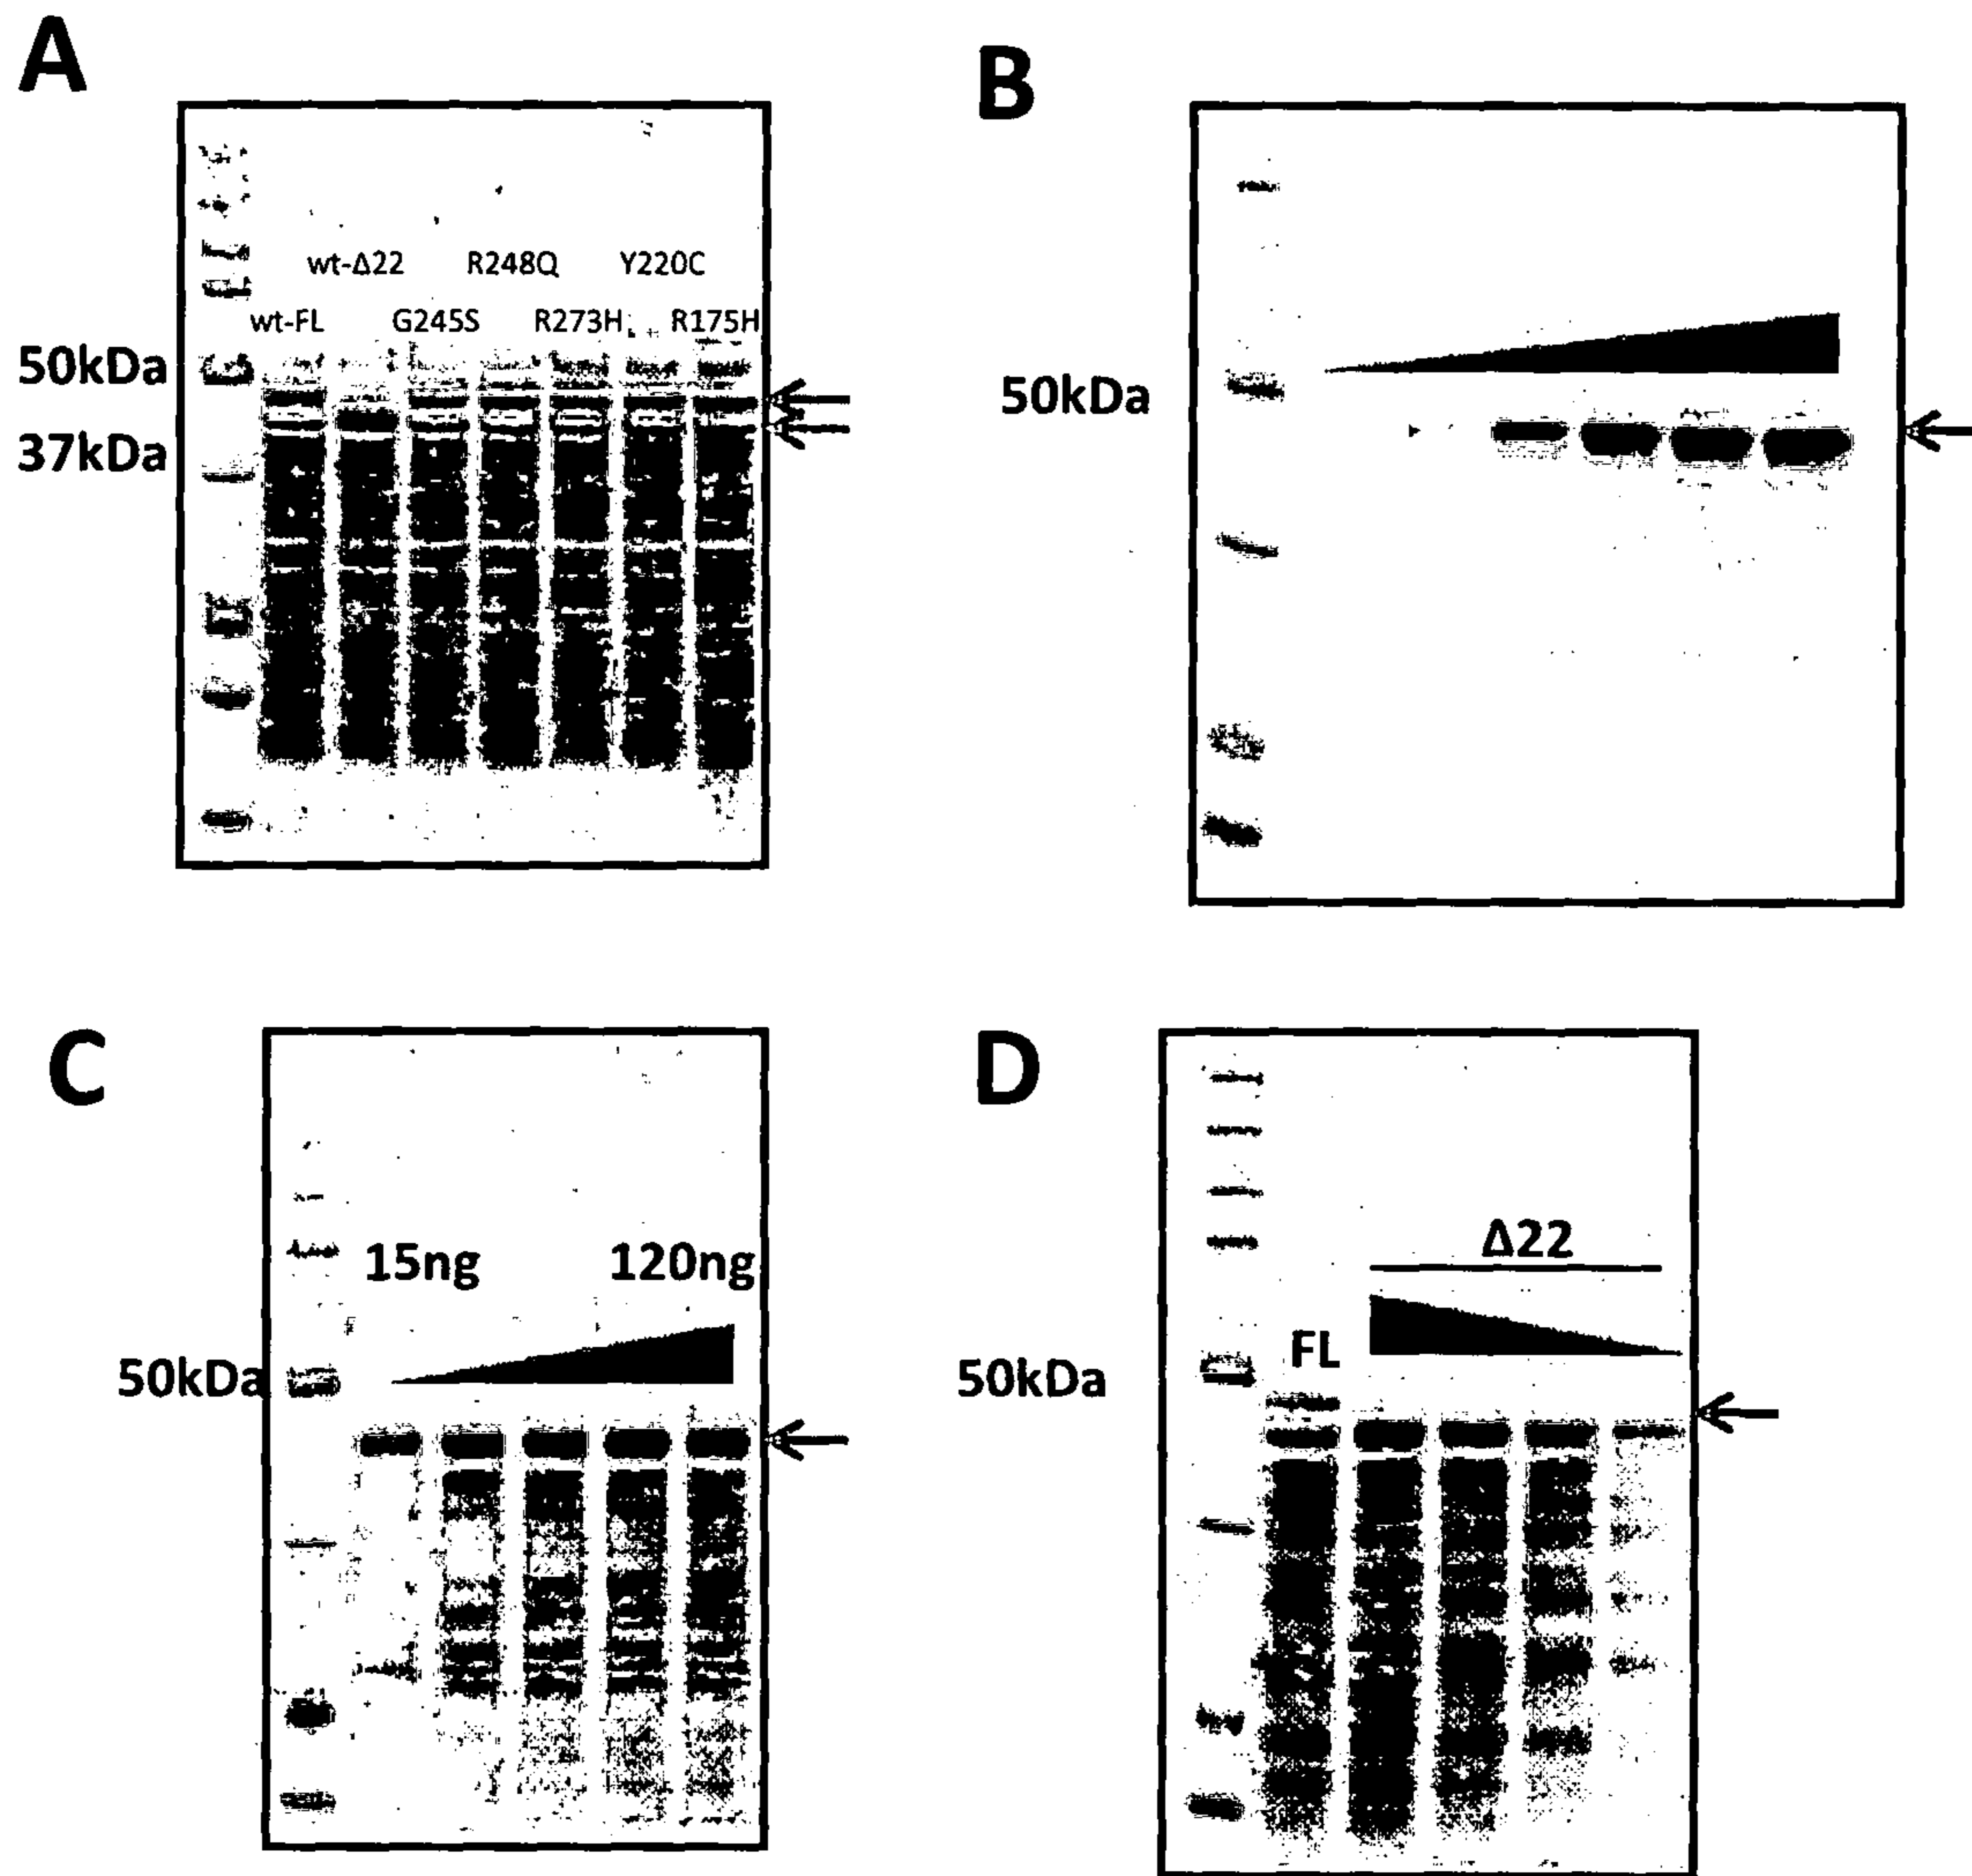 A
B
wt-Δ22 R248Q Y220C
wt-FL G245S R273H R175H
50kDa
37kDa
50kDa
C
D
15ng 120ng
Δ22
FL
50kDa
50kDa